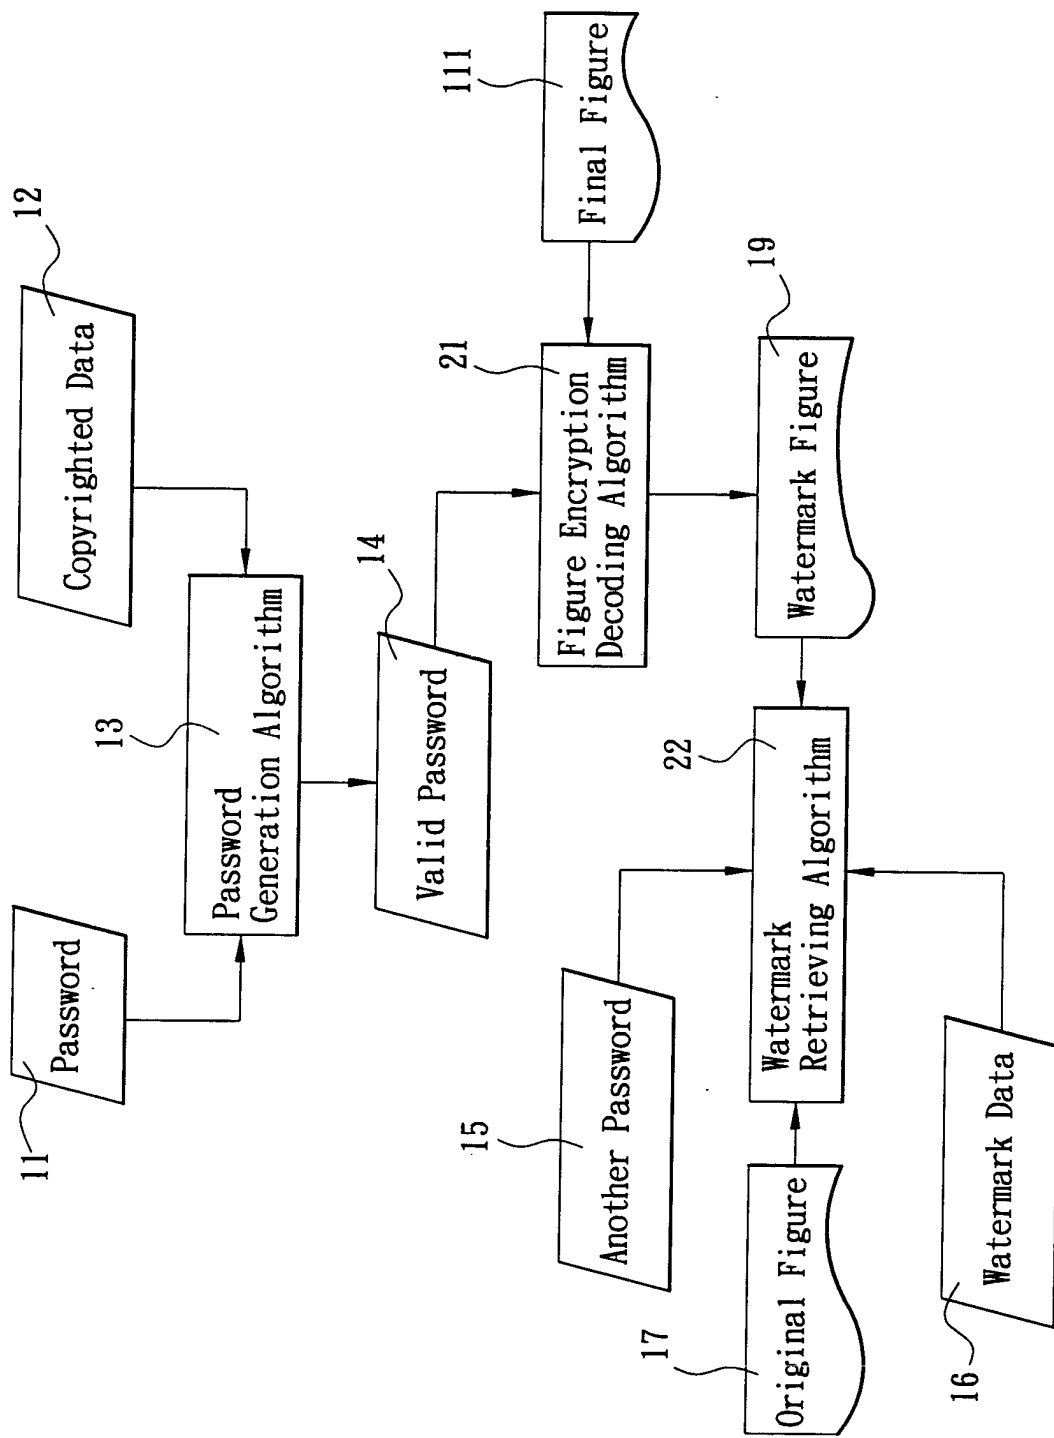 11
Password
12
Copyrighted Data
13
Password
Generation Algorithm
14
Valid Password
111
Final Figure
21
Figure Encryption
Decoding Algorithm
15
Another Password
19
Watermark Figure
22
Watermark
Retrieving Algorithm
17
Original Figure
16
Watermark Data